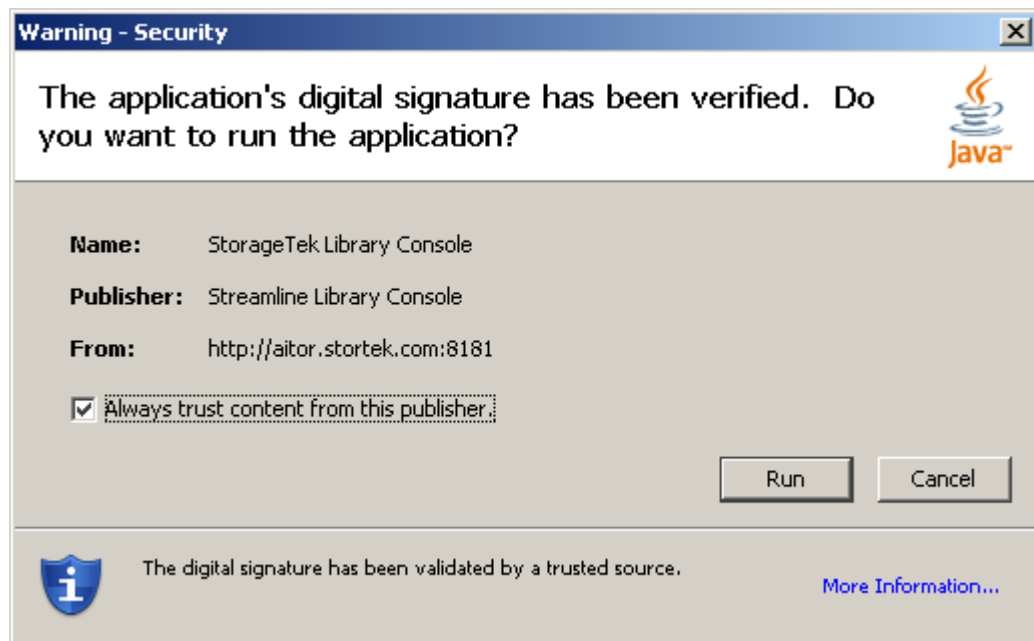 Warning - Security
The application's digital signature has been verified. Do
you want to run the application?
Java™
Name: StorageTek Library Console
Publisher: Streamline Library Console
From: http://aitor.stortek.com:8181
Always trust content from this publisher.
Run Cancel
The digital signature has been validated by a trusted source.
More Information...